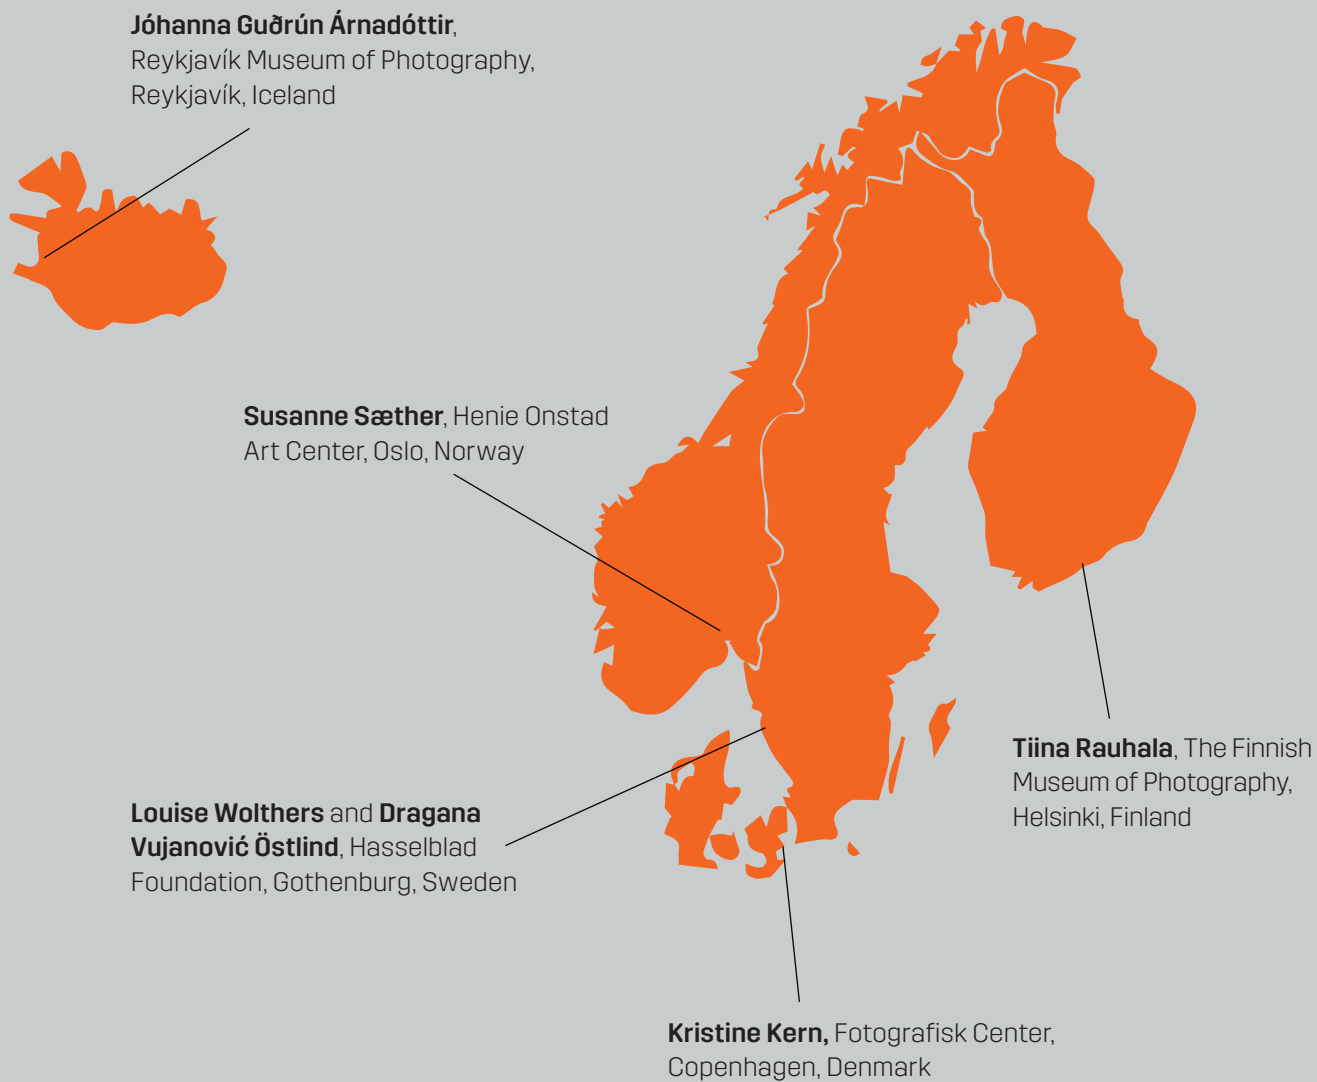 Jóhanna Guðrún Árnadóttir,
Reykjavík Museum of Photography,
Reykjavík, Iceland
Susanne Sæther, Henie Onstad
Art Center, Oslo, Norway
Tiina Rauhala, The Finnish
Museum of Photography,
Helsinki, Finland
Louise Wolthers and Dragana
Vujanović Östlind, Hasselblad
Foundation, Gothenburg, Sweden
Kristine Kern, Fotografisk Center,
Copenhagen, Denmark